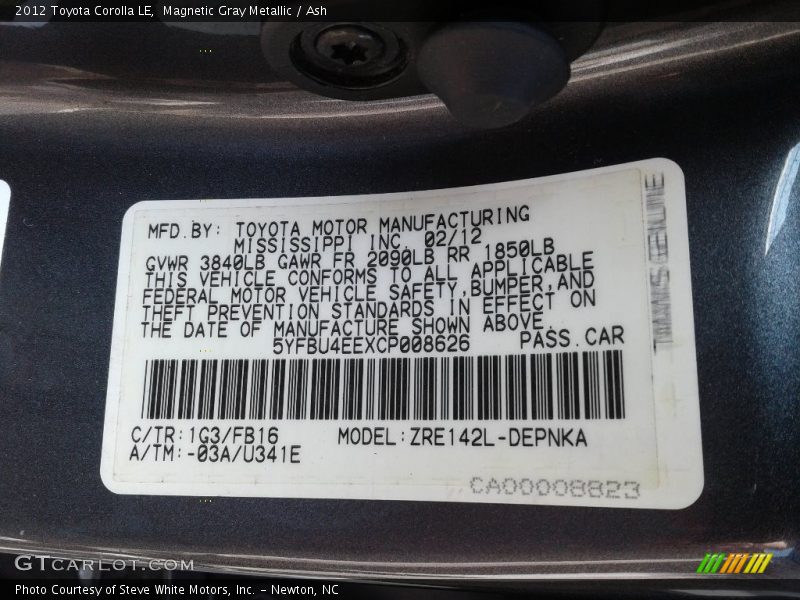 2012 Toyota Corolla LE, Magnetic Gray Metallic / Ash
MFD.BY: TOYOTA MOTOR MANUFACTURING
MISSISSIPPI INC. 02/12
GVWR 3840LB GAWR FR 2090LB RR 1850LB
THIS VEHICLE CONFORMS TO ALL APPLICABLE
FEDERAL MOTOR VEHICLE SAFETY,BUMPER,AND
THEFT PREVENTION STANDARDS IN EFFECT ON
THE DATE OF MANUFACTURE SHOWN ABOVE.
5YFBU4EEXCP008626 PASS.CAR
C/TR:1G3/FB16 MODEL:ZRE142L-DEPNKA
A/TM:-03A/U341E
CA00008823
GTCARLOT.COM
Photo Courtesy of Steve White Motors, Inc. – Newton, NC